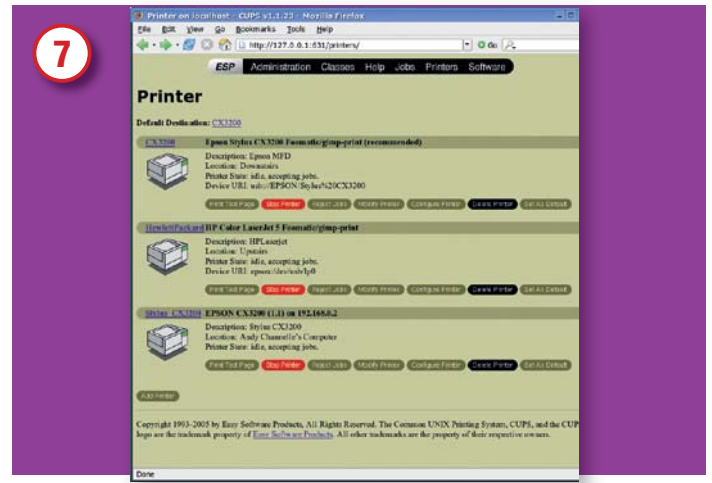 7
Printer on localhost - CUPS v1.1.23 - Mozilla Firefox
File Edit View Go Bookmarks Tools Help
http://127.0.0.1:631/printers/ Go
ESP Administration Classes Help Jobs Printers Software
Printer
Default Destination: CX3200
CX3200 Epson Stylus CX3200 Foomatic/gimp-print (recommended)
Description: Epson MFD
Location: Downstairs
Printer State: idle, accepting jobs.
Device URI: usb://EPSON/Stylus%20CX3200
Print Test Page Stop Printer Reject Jobs Modify Printer Configure Printer Delete Printer Set As Default
HewlettPackard HP Color LaserJet 5 Foomatic/gimp-print
Description: HPLaserjet
Location: Upstairs
Printer State: idle, accepting jobs.
Device URI: epson:/dev/usb/lp0
Print Test Page Stop Printer Reject Jobs Modify Printer Configure Printer Delete Printer Set As Default
Stylus_CX3200 EPSON CX3200 (1.1) on 192.168.0.2
Description: Stylus CX3200
Location: Andy Channelle's Computer
Printer State: idle, accepting jobs.
Print Test Page Stop Printer Reject Jobs Modify Printer Configure Printer Delete Printer Set As Default
Add Printer
Copyright 1993-2005 by Easy Software Products, All Rights Reserved. The Common UNIX Printing System, CUPS, and the CUP
logo are the trademark property of Easy Software Products. All other trademarks are the property of their respective owners.
Done